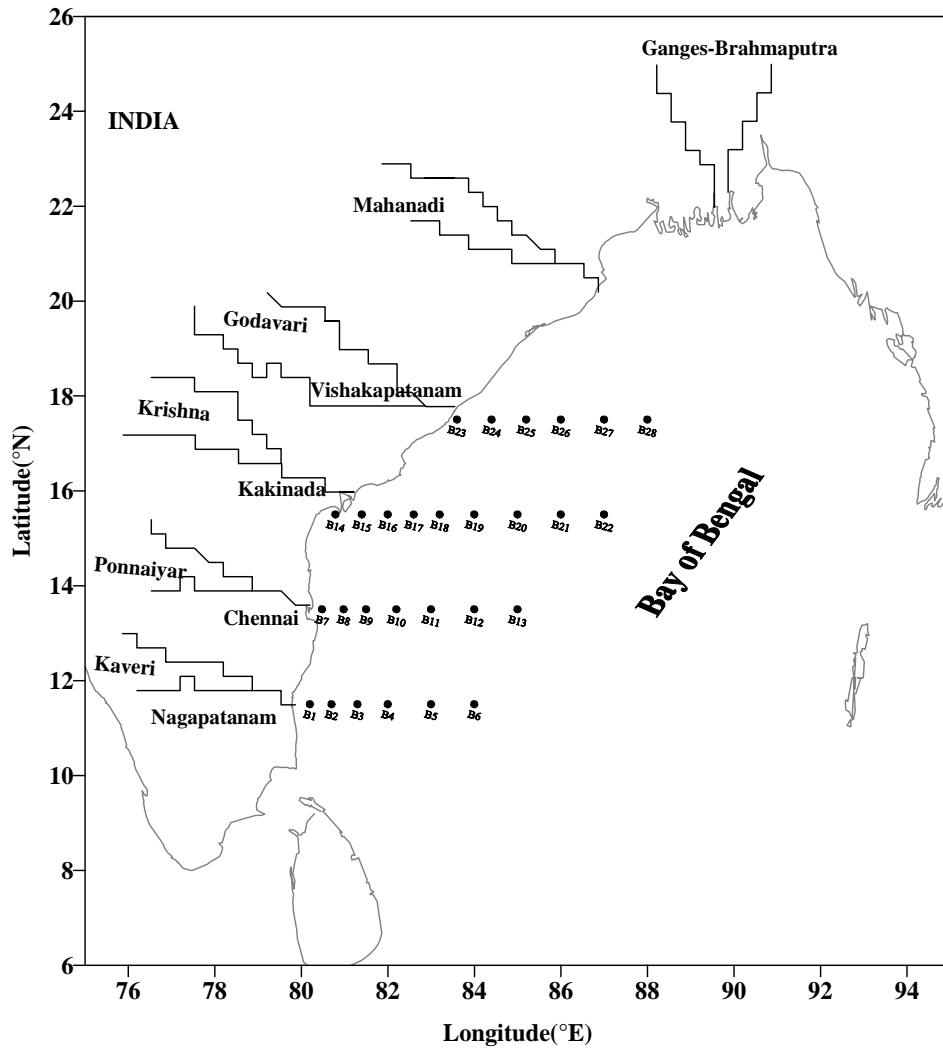 26
Ganges-Brahmaputra
24
INDIA
22
Mahanadi
20
Godavari
18
Vishakapatanam
Krishna
B23 B24 B25 B26 B27 B28
16
Kakinada
B14 B15 B16 B17 B18 B19 B20 B21 B22
Bay of Bengal
Latitude(°N)
14
Ponnaiyar
Chennai
B7 B8 B9 B10 B11 B12 B13
12
Kaveri
Nagapatanam
B1 B2 B3 B4 B5 B6
10
8
6
76 78 80 82 84 86 88 90 92 94
Longitude(°E)